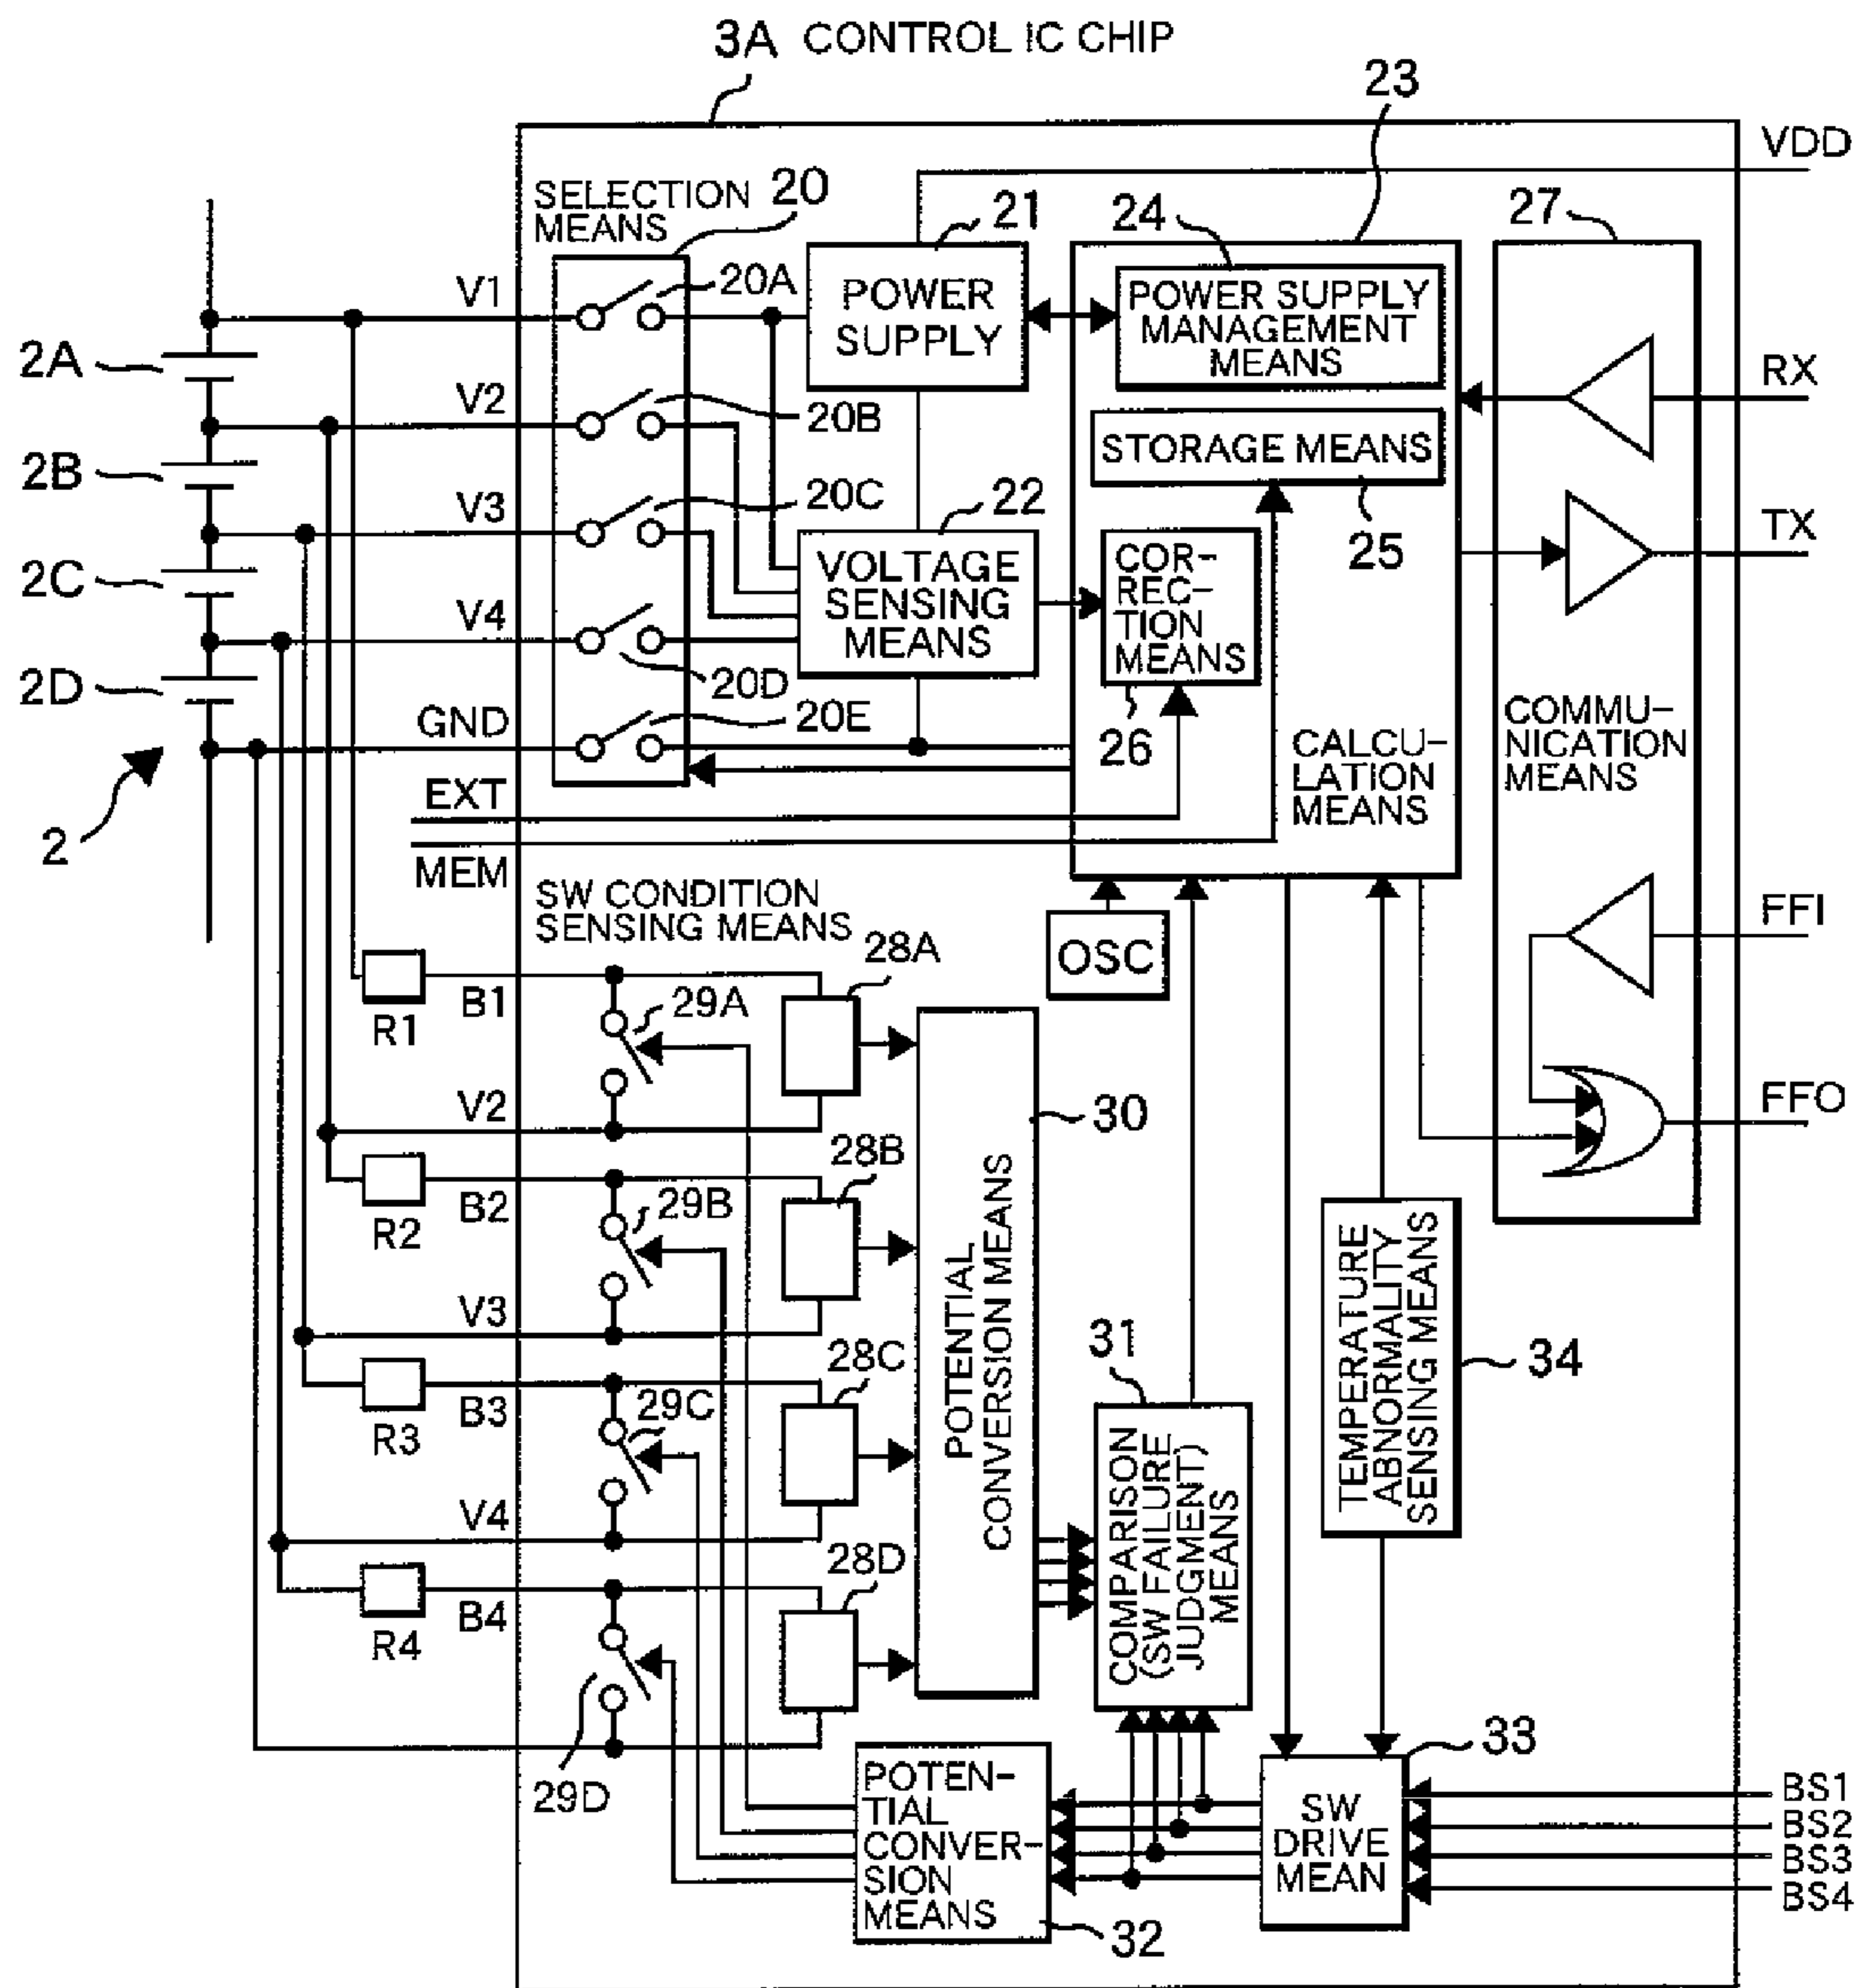 3A CONTROL IC CHIP
23
VDD
SELECTION
MEANS
20
21
24
27
V1
20A
POWER
SUPPLY
POWER SUPPLY
MANAGEMENT
MEANS
2A
RX
V2
20B
STORAGE MEANS
2B
V3
20C
22
25
TX
VOLTAGE
SENSING
MEANS
COR-
REC-
TION
MEANS
2C
V4
20D
2D
GND
20E
26
CALCU-
LATION
MEANS
COMMU-
NICATION
MEANS
2
EXT
MEM
SW CONDITION
SENSING MEANS
OSC
FFI
28A
R1
B1
29A
V2
30
FFO
28B
R2
B2
29B
POTENTIAL
CONVERSION MEANS
TEMPERATURE
ABNORMALITY
SENSING MEANS
V3
31
34
28C
R3
B3
29C
COMPARISON
(SW FAILURE
JUDGMENT)
MEANS
V4
28D
R4
B4
29D
POTEN-
TIAL
CONVER-
SION
MEANS
32
33
SW
DRIVE
MEAN
BS1
BS2
BS3
BS4